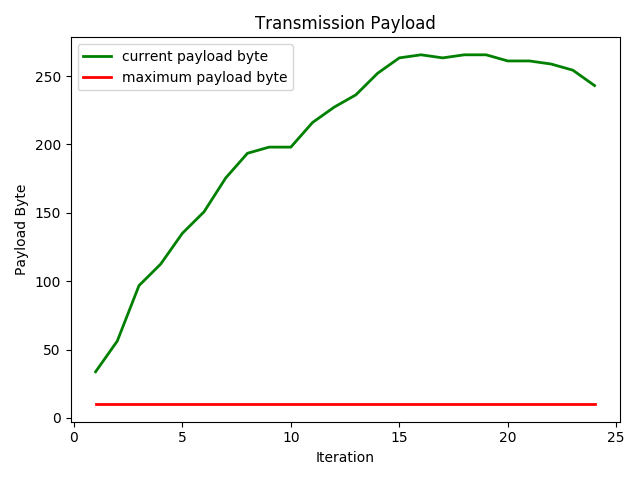 Transmission Payload
current payload byte
maximum payload byte
Payload Byte
250
200
150
100
50
0
0 5 10 15 20 25
Iteration